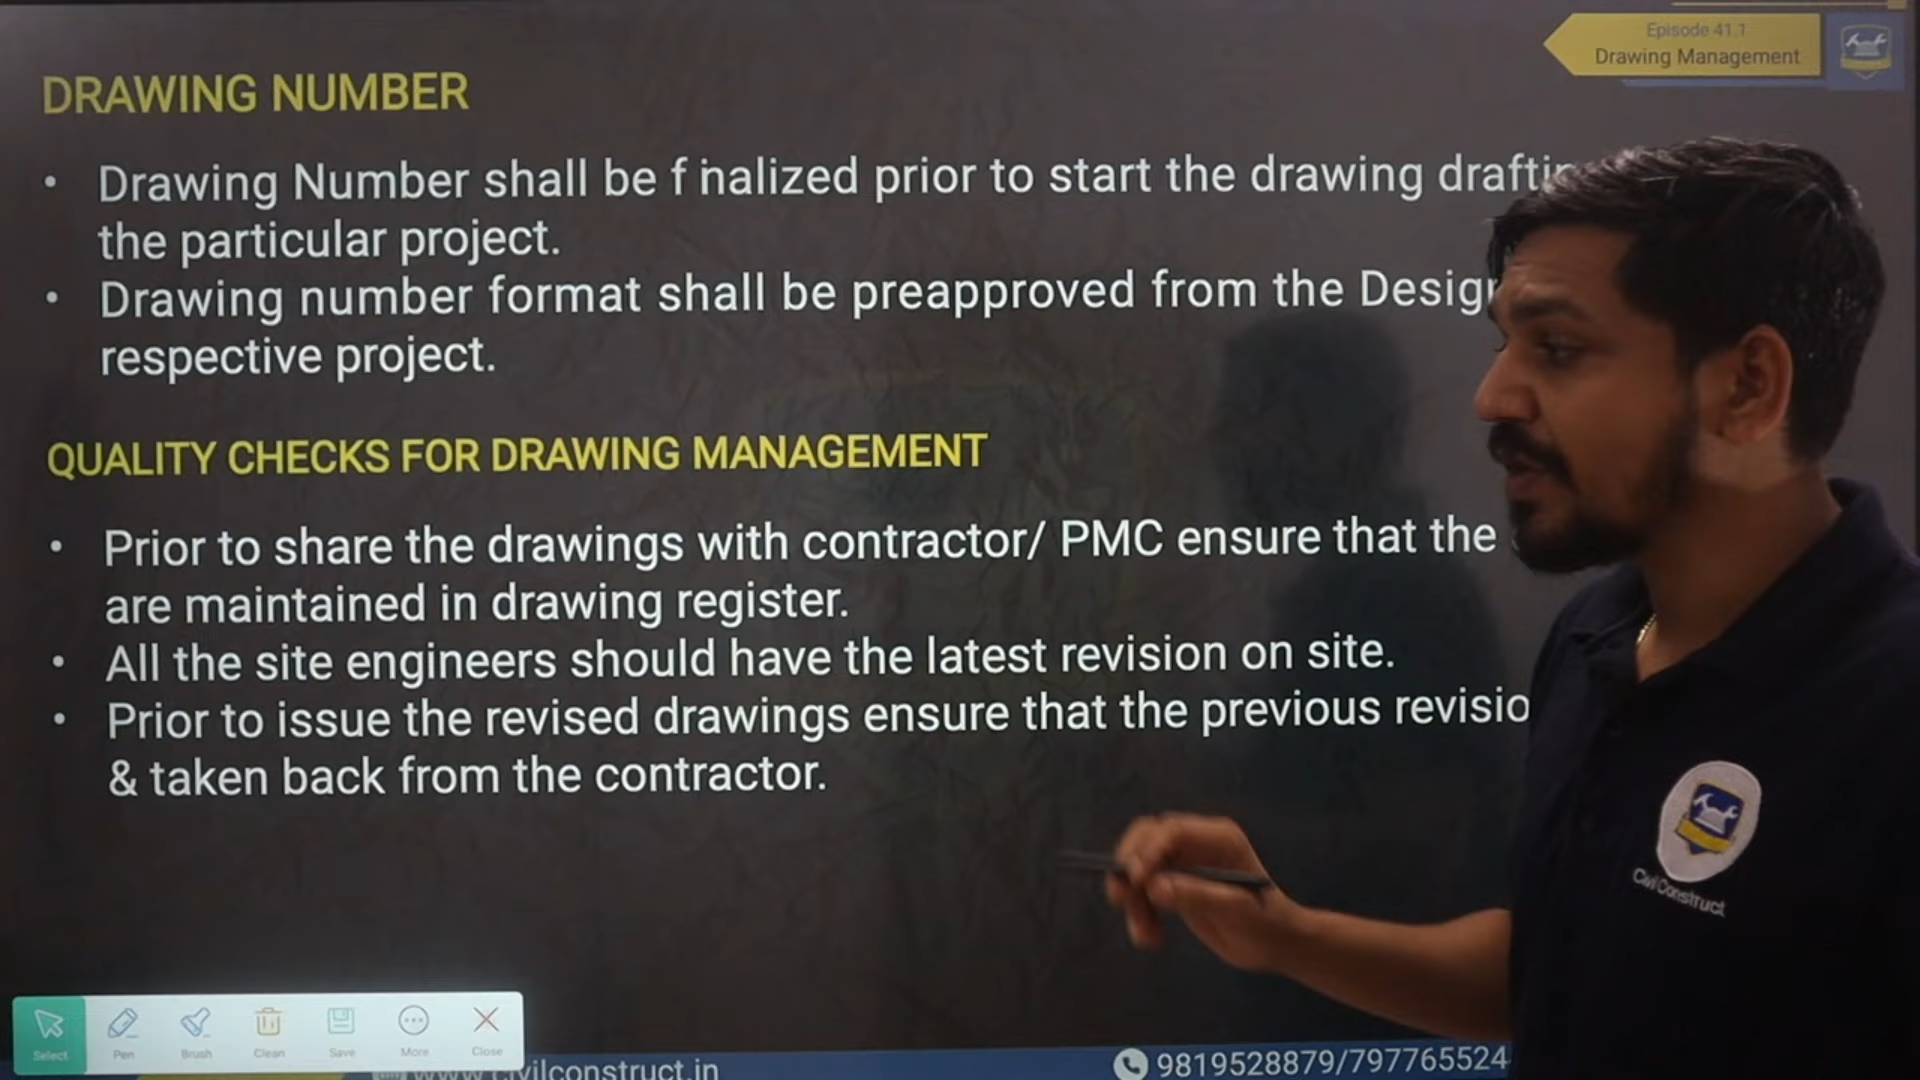 Episode 41.1
Drawing Management
DRAWING NUMBER
• Drawing Number shall be finalized prior to start the drawing
the particular project.
• Drawing number format shall be preapproved from the
respective project.
QUALITY CHECKS FOR DRAWING MANAGEMENT
• Prior to share the drawings with contractor/ PMC ensure that the
are maintained in drawing register.
• All the site engineers should have the latest revision on site.
• Prior to issue the revised drawings ensure that the previous
& taken back from the contractor.
Civil Construct
Select Pen Brush Clean Save More Close
9819528879/797765524